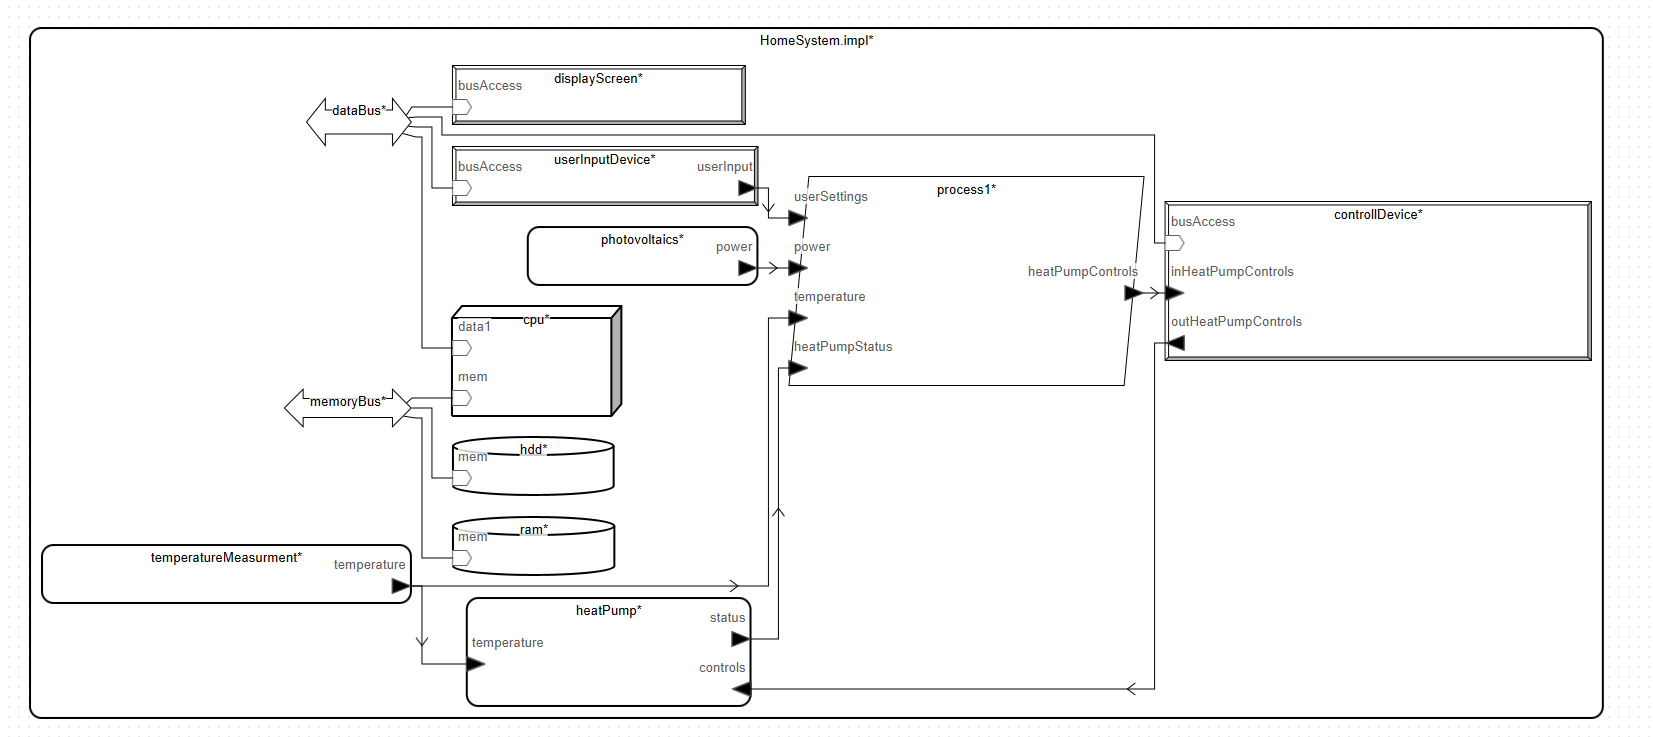 HomeSystem.impl*
displayScreen*
busAccess
dataBus*
userInputDevice*
busAccess
userInput
process1*
userSettings
controllDevice*
busAccess
photovoltaics*
power
power
heatPumpControls
inHeatPumpControls
temperature
cpu*
data1
outHeatPumpControls
heatPumpStatus
mem
memoryBus*
hdd*
mem
ram*
mem
temperatureMeasurment*
temperature
heatPump*
status
temperature
controls